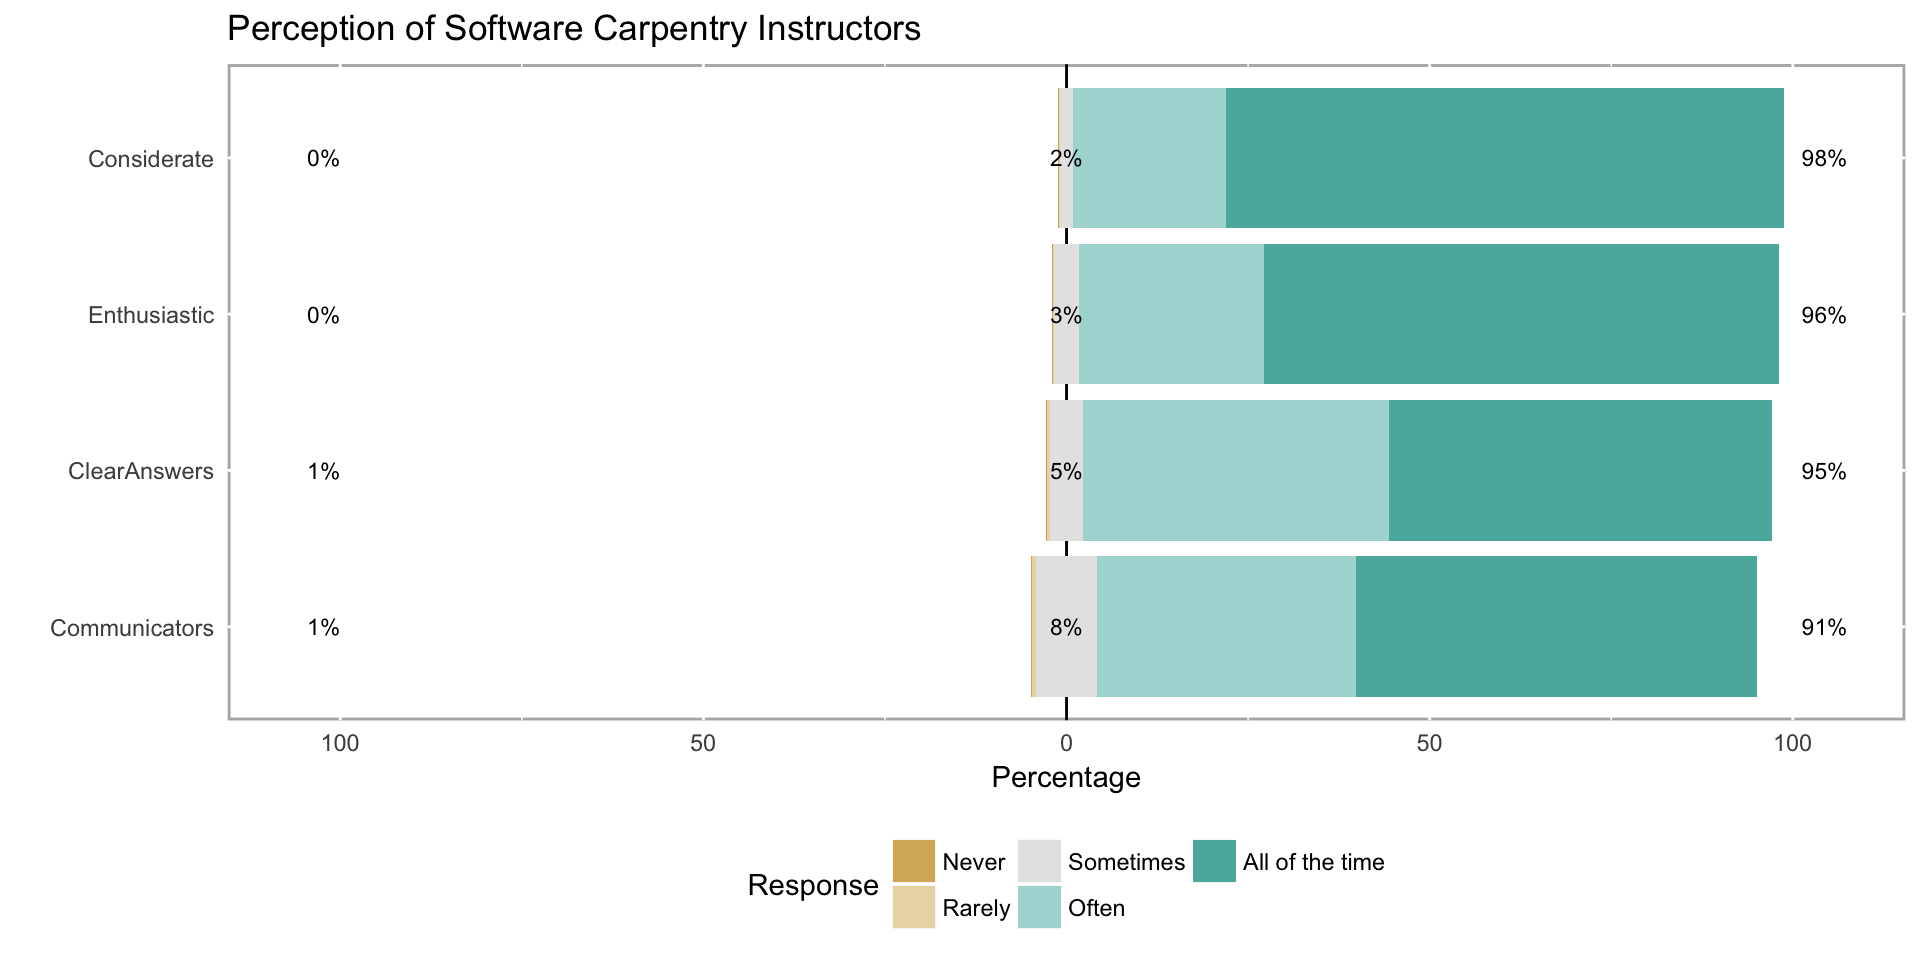 Perception of Software Carpentry Instructors
Considerate 0% 2% 98%
Enthusiastic 0% 3% 96%
ClearAnswers 1% 5% 95%
Communicators 1% 8% 91%
100 50 0 50 100
Percentage
Response
Never Sometimes All of the time
Rarely Often